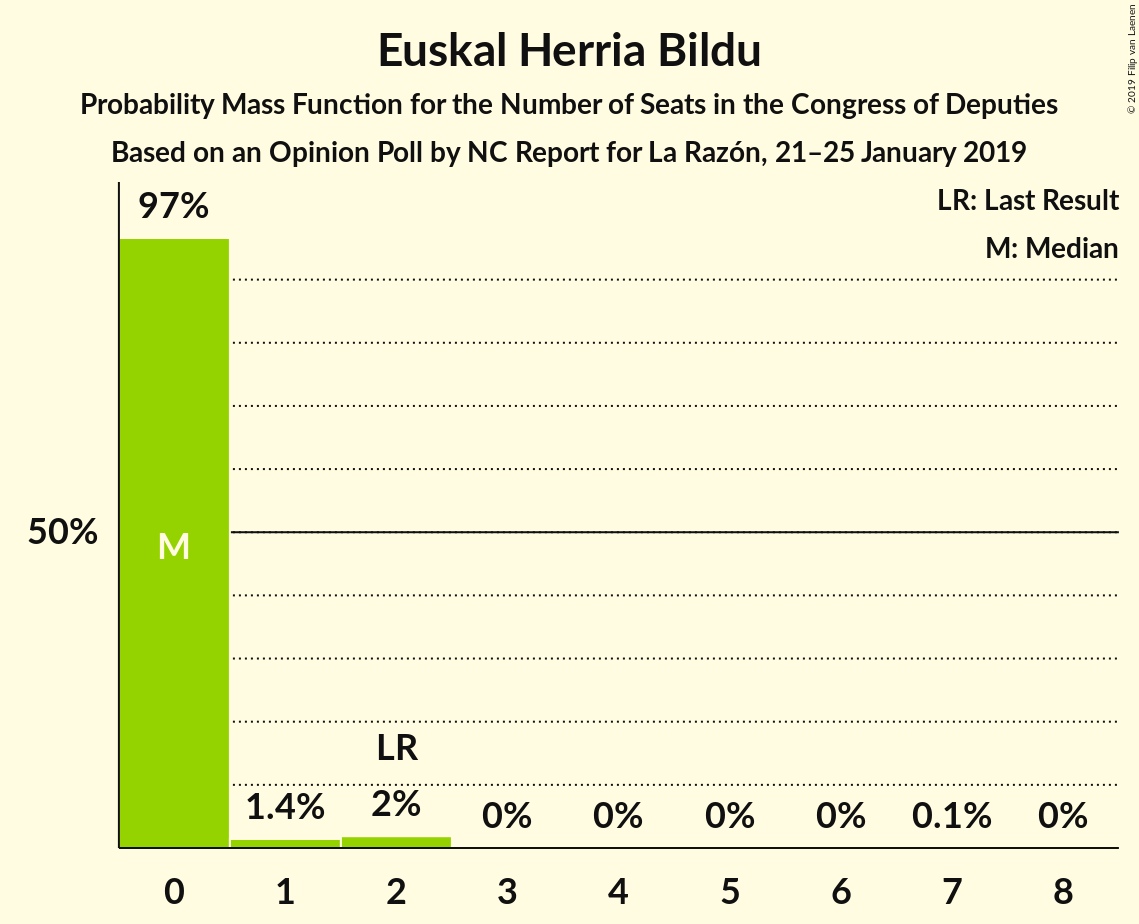 Euskal Herria Bildu
Probability Mass Function for the Number of Seats in the Congress of Deputies
Based on an Opinion Poll by NC Report for La Razón, 21–25 January 2019
© 2019 Filip van Laenen
LR: Last Result
M: Median
97%
50%
M
LR
1.4%
2%
0%
0%
0%
0%
0.1%
0%
0 1 2 3 4 5 6 7 8